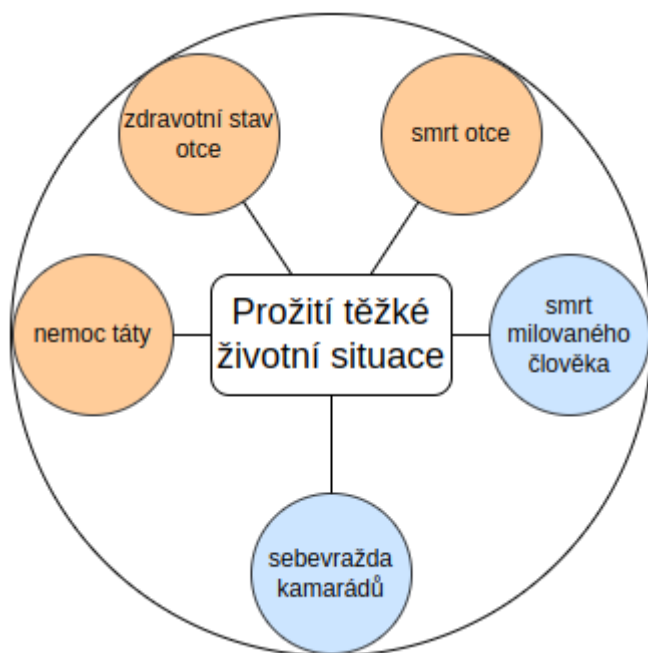 zdravotní stav
otce
smrt otce
Prožití těžké
životní situace
nemoc táty
smrt
milovaného
člověka
sebevražda
kamarádů